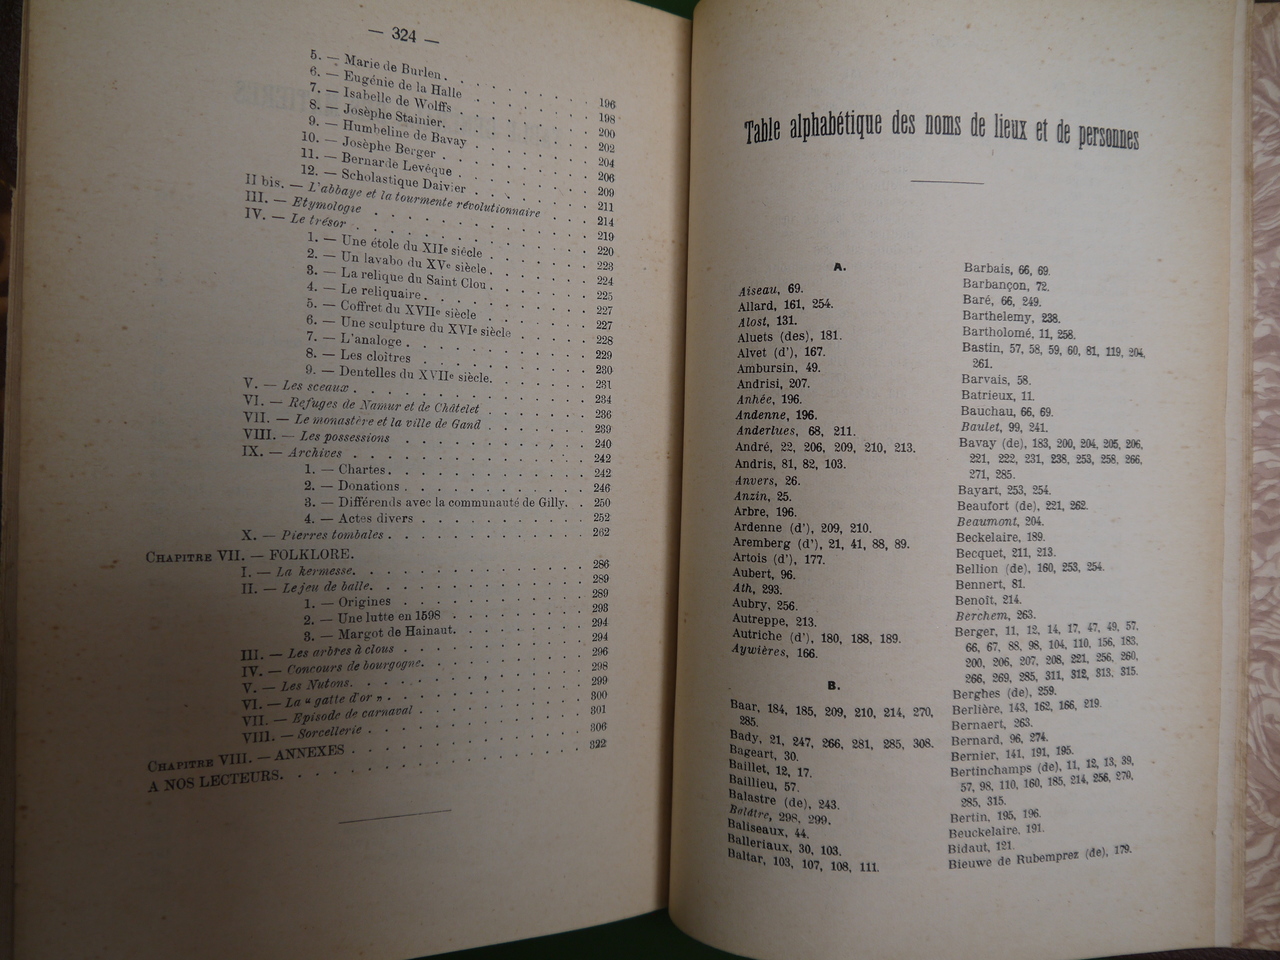 — 324 —
5. — Marie de Burlen . . . . . . . . 196
6. — Eugénie de la Halle . . . . . . . . 198
7. — Isabelle de Wolffs . . . . . . . . 200
8. — Josèphe Stainier. . . . . . . . . 202
9. — Humbeline de Bavay . . . . . . . . 204
10. — Josèphe Berger . . . . . . . . 206
11. — Bernarde Levêque . . . . . . . . 209
12. — Scholastique Daivier . . . . . . . . 211
II bis. — L'abbaye et la tourmente révolutionnaire . . . 214
III. — Etymologie . . . . . . . . 219
IV. — Le trésor . . . . . . . . 220
1. — Une étole du XIIe siècle . . . . . . . . 223
2. — Un lavabo du XVe siècle . . . . . . . . 224
3. — La relique du Saint Clou . . . . . . . . 225
4. — Le reliquaire . . . . . . . . 227
5. — Coffret du XVIIe siècle . . . . . . . . 227
6. — Une sculpture du XVIe siècle . . . . . . . . 228
7. — L'analoge . . . . . . . . 229
8. — Les cloîtres . . . . . . . . 230
9. — Dentelles du XVIIe siècle. . . . . . . . . 231
V. — Les sceaux . . . . . . . . 234
VI. — Refuges de Namur et de Châtelet . . . . . . . . 236
VII. — Le monastère et la ville de Gand . . . . . . . . 239
VIII. — Les possessions . . . . . . . . 240
IX. — Archives . . . . . . . . 242
1. — Chartes . . . . . . . . 242
2. — Donations . . . . . . . . 246
3. — Différends avec la communauté de Gilly. . 250
4. — Actes divers . . . . . . . . 252
X. — Pierres tombales . . . . . . . . 262
CHAPITRE VII. — FOLKLORE.
I. — La kermesse. . . . . . . . . 286
II. — Le jeu de balle. . . . . . . . . 289
1. — Origines . . . . . . . . 289
2. — Une lutte en 1598 . . . . . . . . 293
3. — Margot de Hainaut. . . . . . . . . 294
III. — Les arbres à clous . . . . . . . . 294
IV. — Concours de bourgogne. . . . . . . . . 296
V. — Les Nutons. . . . . . . . . 298
VI. — La « gatte d'or » . . . . . . . . 299
VII. — Episode de carnaval . . . . . . . . 300
VIII. — Sorcellerie . . . . . . . . 301
CHAPITRE VIII. — ANNEXES . . . . . . . . 306
A NOS LECTEURS. . . . . . . . . 322
Table alphabétique des noms de lieux et de personnes
A.
Aiseau, 69.
Allard, 161, 254.
Alost, 131.
Aluets (des), 181.
Alvet (d'), 167.
Ambursin, 49.
Andrisi, 207.
Anhée, 196.
Andenne, 196.
Anderlues, 68, 211.
André, 22, 206, 209, 210, 213.
Andris, 81, 82, 103.
Anvers, 26.
Anzin, 25.
Arbre, 196.
Ardenne (d'), 209, 210.
Aremberg (d'), 21, 41, 88, 89.
Artois (d'), 177.
Aubert, 96.
Ath, 293.
Aubry, 256.
Autreppe, 213.
Autriche (d'), 180, 188, 189.
Aywières, 166.
B.
Baar, 184, 185, 209, 210, 214, 270,
285.
Bady, 21, 247, 266, 281, 285, 308.
Bageart, 30.
Baillet, 12, 17.
Baillieu, 57.
Balastre (de), 243.
Balâtre, 298, 299.
Baliseaux, 44.
Balleriaux, 30, 103.
Baltar, 103, 107, 108, 111.
Barbais, 66, 69.
Barbançon, 72.
Baré, 66, 249.
Barthelemy, 238.
Bartholomé, 11, 258.
Bastin, 57, 58, 59, 60, 81, 119, 204,
261.
Barvais, 58.
Batrieux, 11.
Bauchau, 66, 69.
Baulet, 99, 241.
Bavay (de), 183, 200, 204, 205, 206,
221, 222, 231, 238, 253, 258, 266,
271, 285.
Bayart, 253, 254.
Beaufort (de), 221, 262.
Beaumont, 204.
Beckelaire, 189.
Becquet, 211, 213.
Bellion (de), 160, 253, 254.
Bennert, 81.
Benoît, 214.
Berchem, 263.
Berger, 11, 12, 14, 17, 47, 49, 57,
66, 67, 88, 98, 104, 110, 156, 183,
200, 206, 207, 208, 221, 256, 260,
266, 269, 285, 311, 312, 313, 315.
Berghes (de), 259.
Berlière, 143, 162, 166, 219.
Bernaert, 263.
Bernard, 96, 274.
Bernier, 141, 191, 195.
Bertinchamps (de), 11, 12, 13, 39,
57, 98, 110, 160, 185, 214, 256, 270,
285, 315.
Bertin, 195, 196.
Beuckelaire, 191.
Bidaut, 121.
Bieuwe de Rubemprez (de), 179.